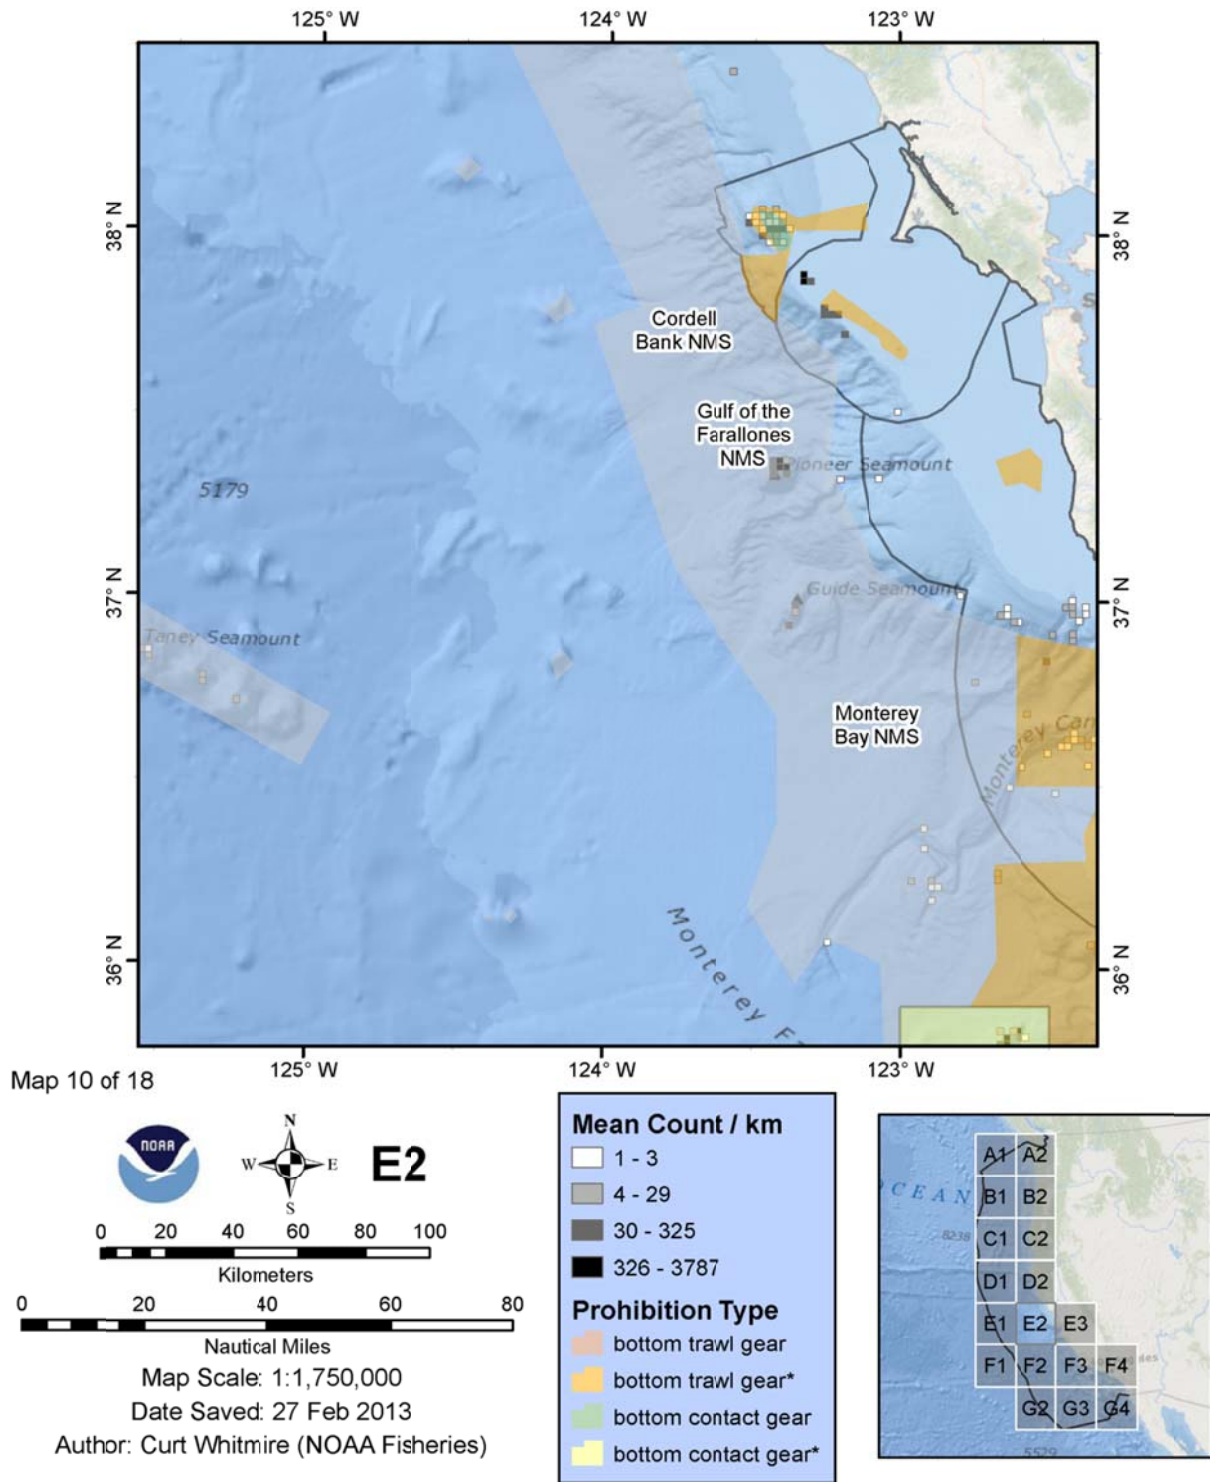 125° W
124° W
123° W
38° N
38° N
Cordell
Bank NMS
Gulf of the
Farallones
NMS
Pioneer Seamount
5179
37° N
37° N
Guide Seamount
Taney Seamount
Monterey
Bay NMS
Monterey Can
36° N
36° N
Monterey F
125° W
124° W
123° W
Map 10 of 18
NOAA
N
W
E
S
E2
0 20 40 60 80 100
Kilometers
0 20 40 60 80
Nautical Miles
Map Scale: 1:1,750,000
Date Saved: 27 Feb 2013
Author: Curt Whitmire (NOAA Fisheries)
Mean Count / km
1 - 3
4 - 29
30 - 325
326 - 3787
Prohibition Type
bottom trawl gear
bottom trawl gear*
bottom contact gear
bottom contact gear*
A1 A2
OCEAN
B1 B2
8238
C1 C2
D1 D2
E1 E2 E3
F1 F2 F3 F4
G2 G3 G4
5529